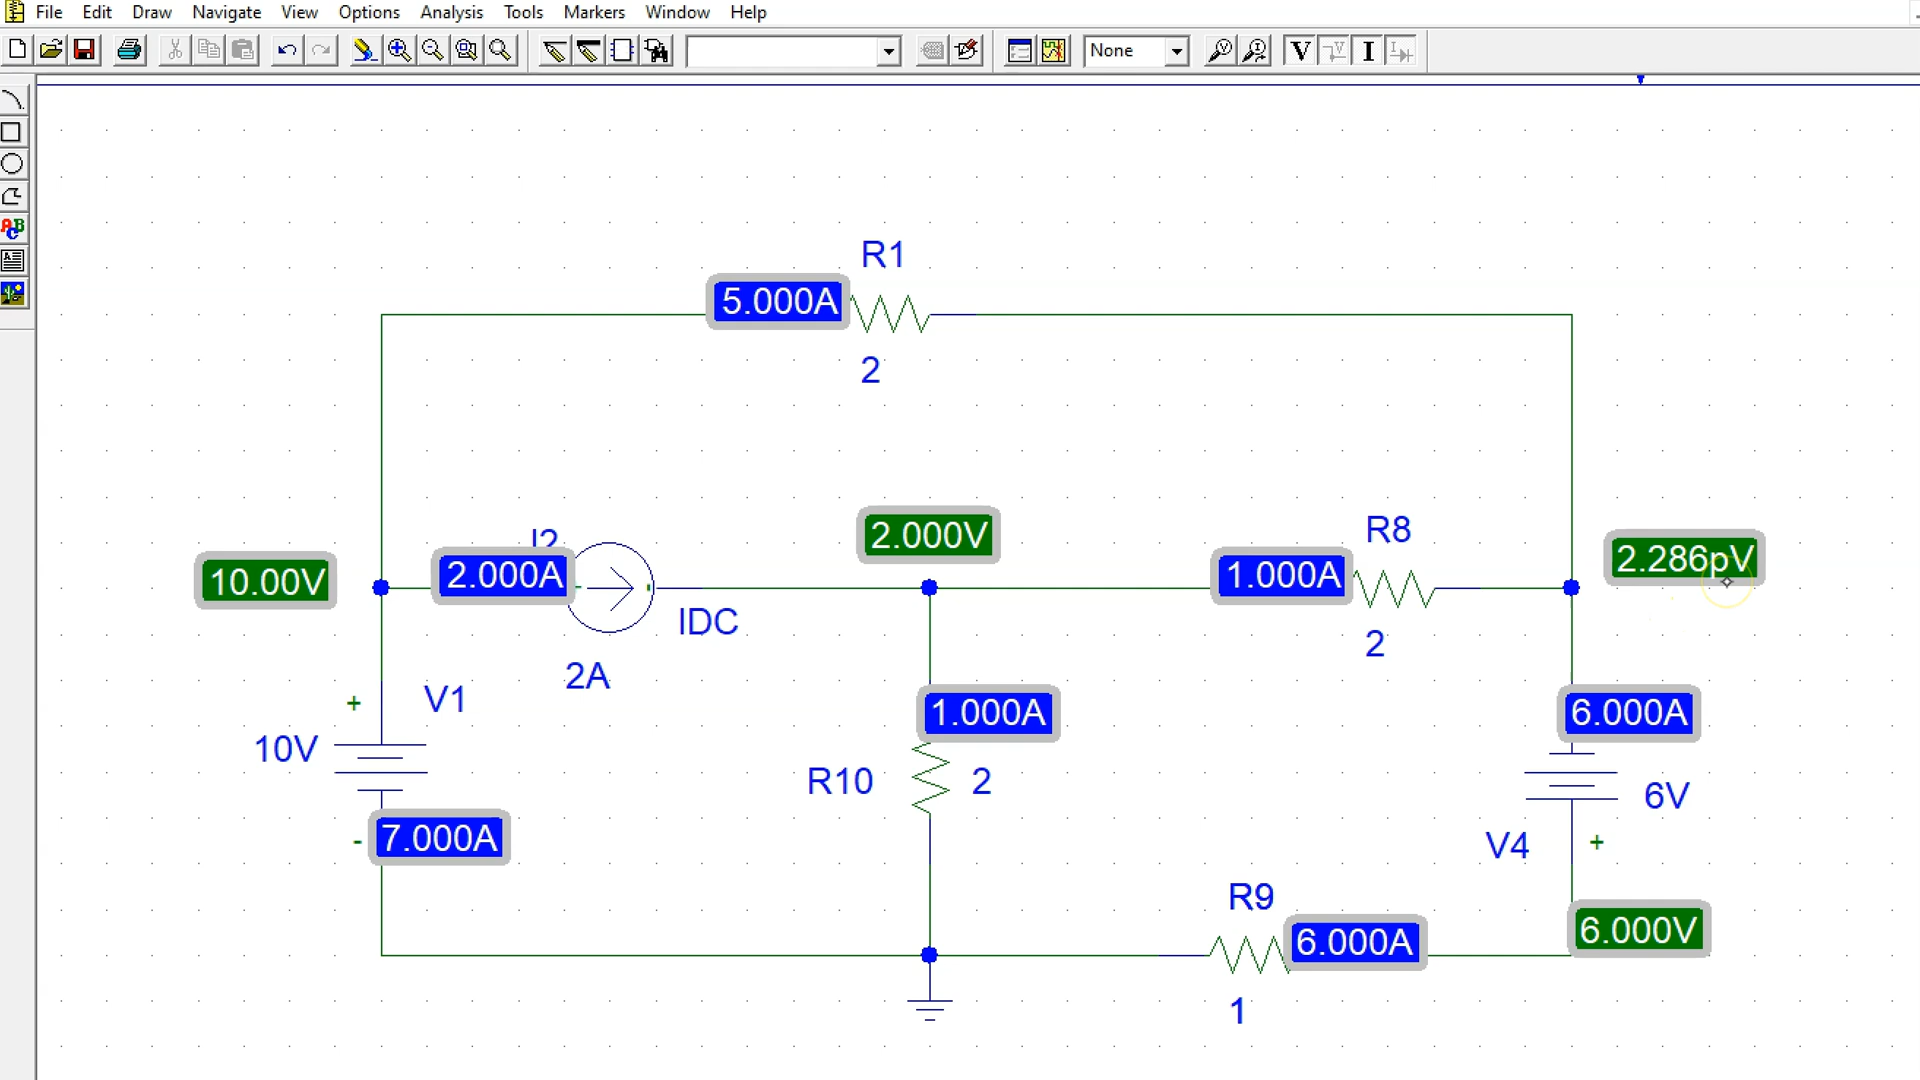 File Edit Draw Navigate View Options Analysis Tools Markers Window Help
None V V I I
ABC
A
R1
5.000A
2
R8
2.000V
2.286pV
10.00V
2.000A
1.000A
IDC
2
2A
+ V1
1.000A
6.000A
10V
R10 2
6V
- 7.000A
V4 +
R9
6.000V
6.000A
1